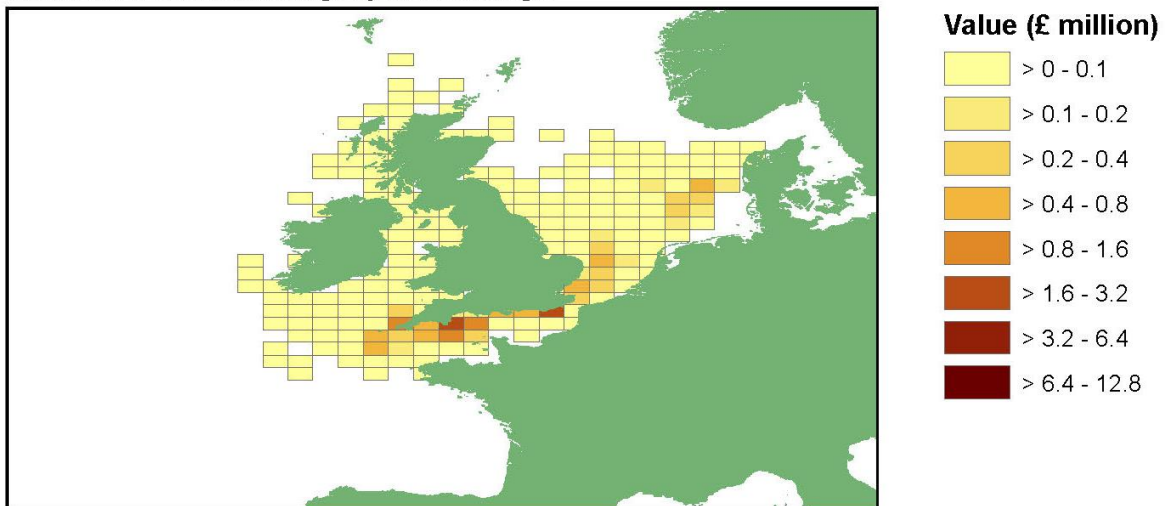 Value (£ million)
> 0 - 0.1
> 0.1 - 0.2
> 0.2 - 0.4
> 0.4 - 0.8
> 0.8 - 1.6
> 1.6 - 3.2
> 3.2 - 6.4
> 6.4 - 12.8